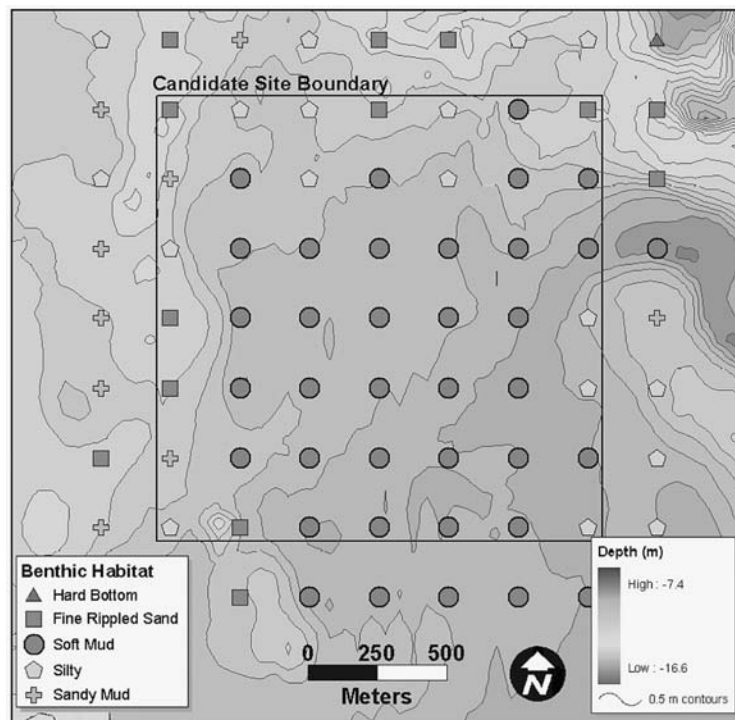 Candidate Site Boundary
Benthic Habitat
Hard Bottom
Fine Rippled Sand
Soft Mud
Silty
Sandy Mud
0 250 500
Meters
N
Depth (m)
High : -7.4
Low : -16.6
0.5 m contours